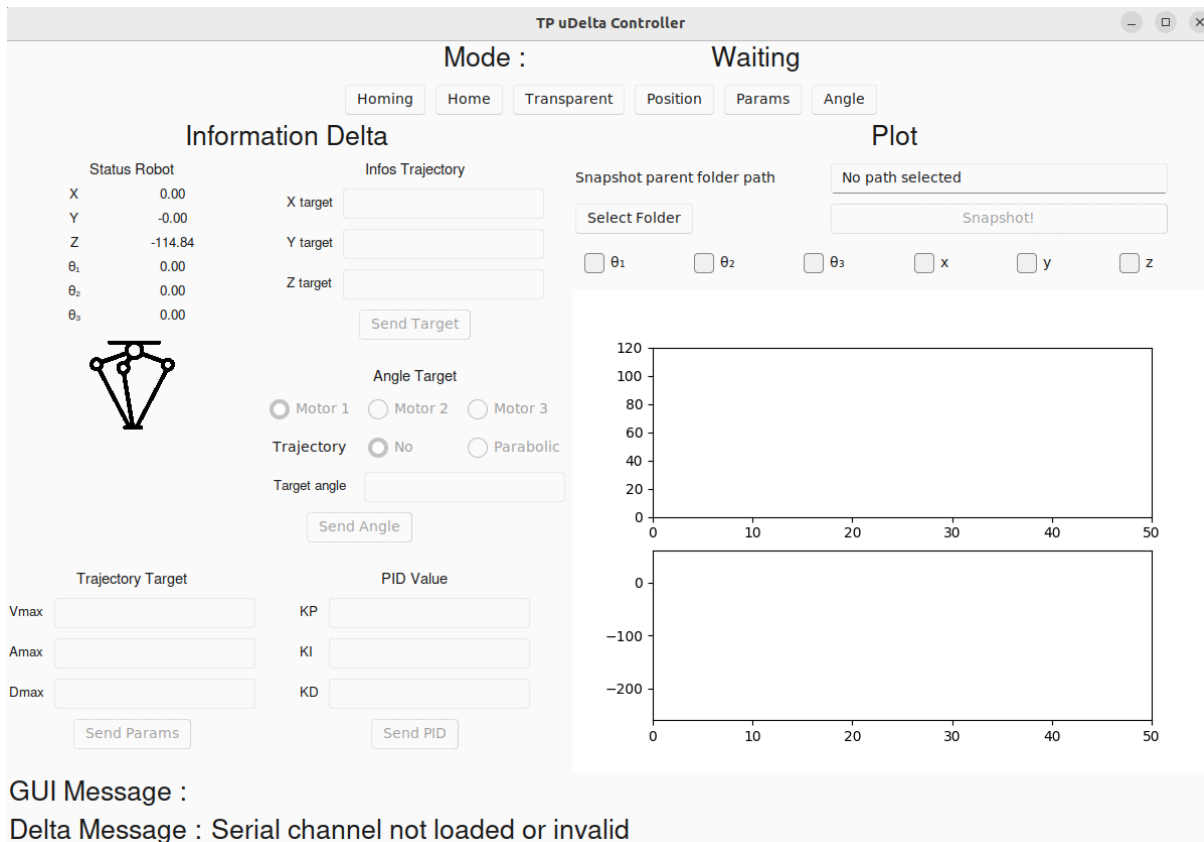 TP uDelta Controller
Mode : Waiting
Homing Home Transparent Position Params Angle
Information Delta
Status Robot
X 0.00
Y -0.00
Z -114.84
θ₁ 0.00
θ₂ 0.00
θ₃ 0.00
Infos Trajectory
X target
Y target
Z target
Send Target
Angle Target
Motor 1 Motor 2 Motor 3
Trajectory No Parabolic
Target angle
Send Angle
Trajectory Target
Vmax
Amax
Dmax
Send Params
PID Value
KP
KI
KD
Send PID
Plot
Snapshot parent folder path No path selected
Select Folder Snapshot!
θ₁ θ₂ θ₃ x y z
120
100
80
60
40
20
0
0 10 20 30 40 50
0
−100
−200
0 10 20 30 40 50
GUI Message :
Delta Message : Serial channel not loaded or invalid